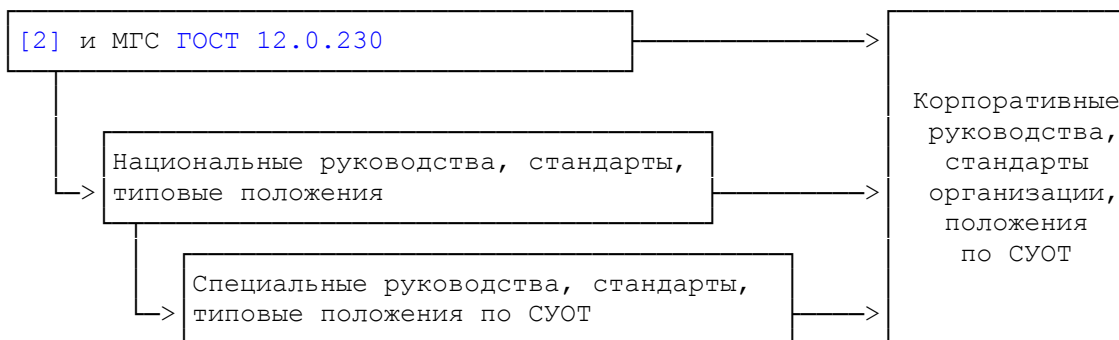 [2] и МГС ГОСТ 12.0.230
Национальные руководства, стандарты,
типовые положения
Специальные руководства, стандарты,
типовые положения по СУОТ
Корпоративные
руководства,
стандарты
организации,
положения
по СУОТ